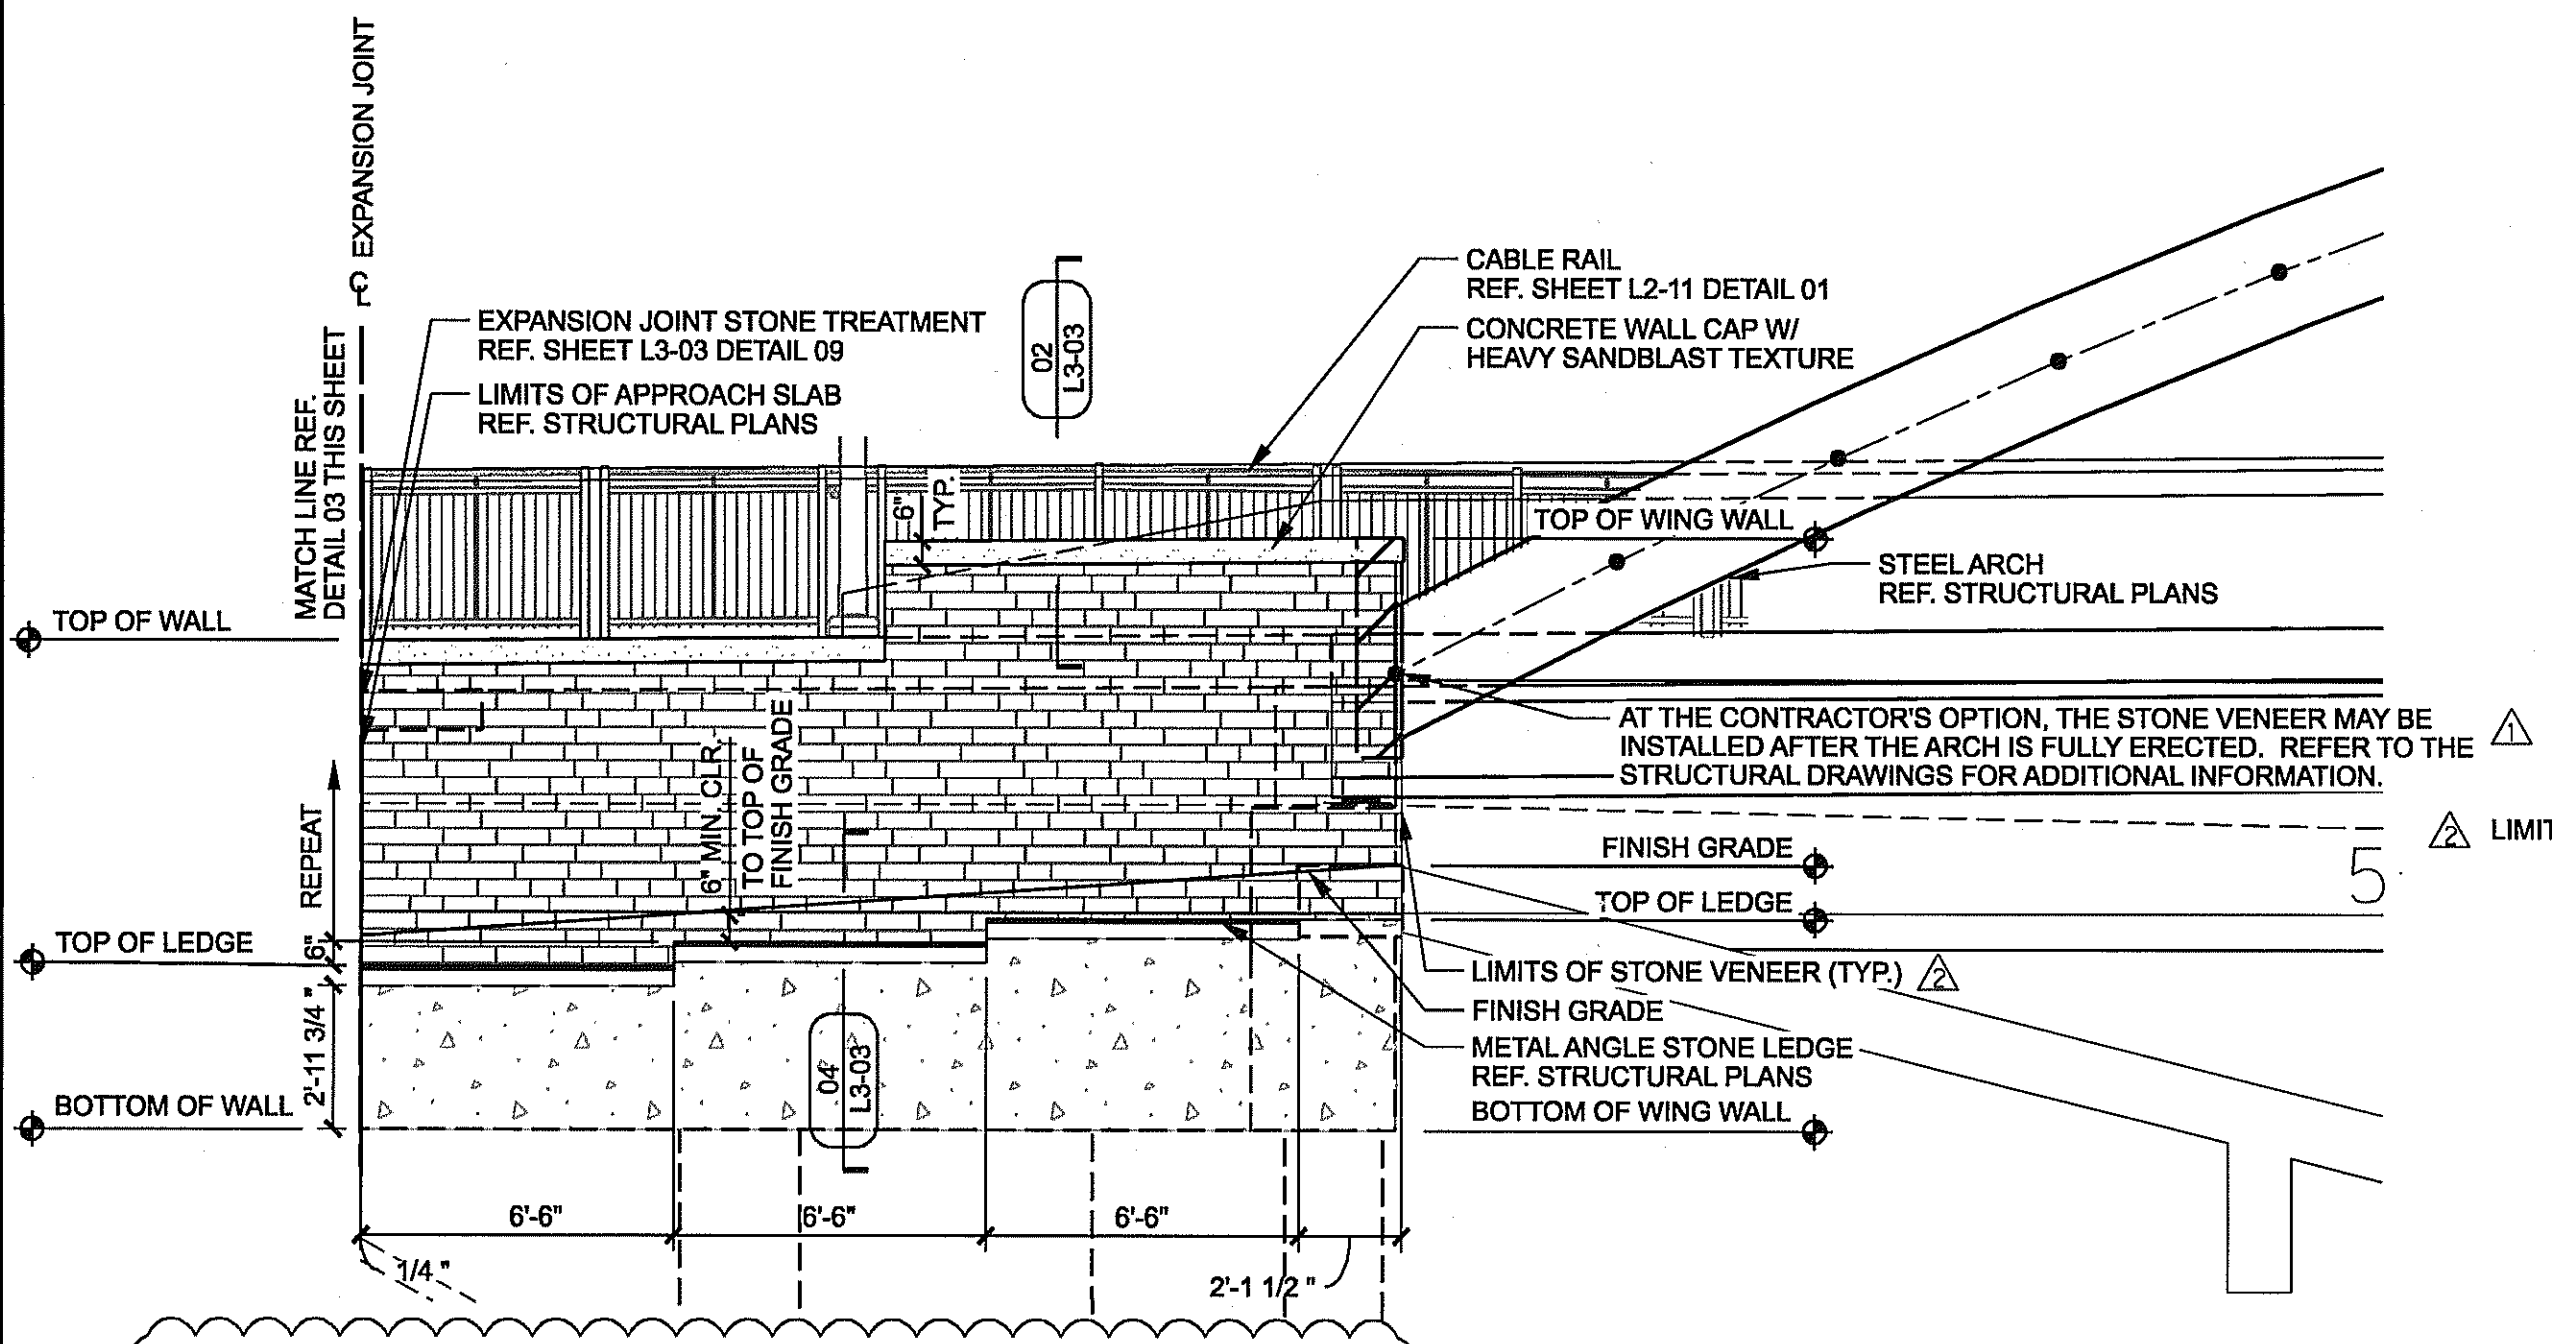 ℄ EXPANSION JOINT
MATCH LINE REF.
DETAIL 03 THIS SHEET
EXPANSION JOINT STONE TREATMENT
REF. SHEET L3-03 DETAIL 09
LIMITS OF APPROACH SLAB
REF. STRUCTURAL PLANS
02
L3-03
CABLE RAIL
REF. SHEET L2-11 DETAIL 01
CONCRETE WALL CAP W/
HEAVY SANDBLAST TEXTURE
6"
TYP.
TOP OF WING WALL
STEEL ARCH
REF. STRUCTURAL PLANS
TOP OF WALL
AT THE CONTRACTOR'S OPTION, THE STONE VENEER MAY BE
INSTALLED AFTER THE ARCH IS FULLY ERECTED. REFER TO THE
STRUCTURAL DRAWINGS FOR ADDITIONAL INFORMATION.
1
6" MIN. CLR.
TO TOP OF
FINISH GRADE
REPEAT
6"
2 LIMIT
5
FINISH GRADE
TOP OF LEDGE
TOP OF LEDGE
LIMITS OF STONE VENEER (TYP.) 2
FINISH GRADE
METAL ANGLE STONE LEDGE
REF. STRUCTURAL PLANS
BOTTOM OF WING WALL
2'-11 3/4 "
BOTTOM OF WALL
04
L3-03
6'-6"
6'-6"
6'-6"
1/4 "
2'-1 1/2 "